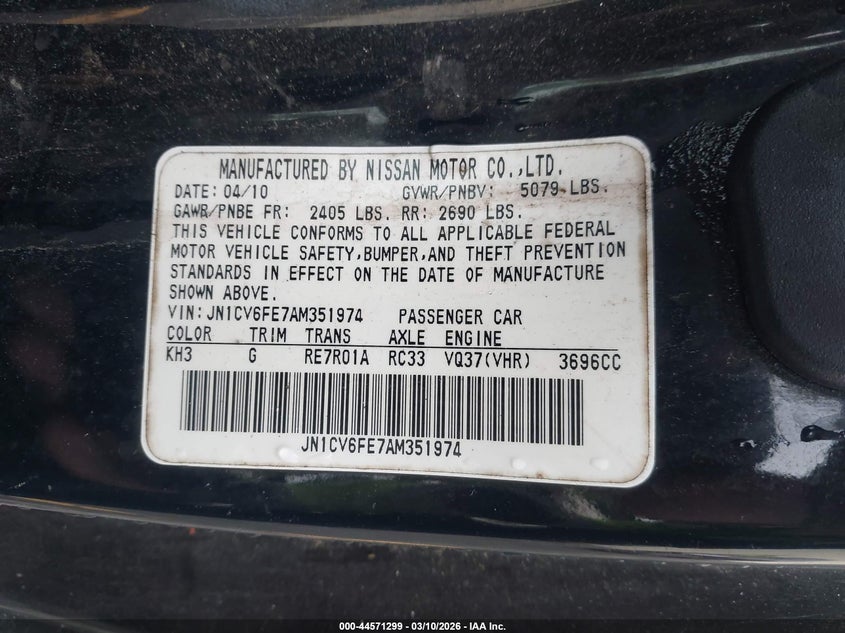 MANUFACTURED BY NISSAN MOTOR CO.,LTD.
DATE: 04/10 GVWR/PNBV: 5079 LBS.
GAWR/PNBE FR: 2405 LBS. RR: 2690 LBS.
THIS VEHICLE CONFORMS TO ALL APPLICABLE FEDERAL
MOTOR VEHICLE SAFETY,BUMPER,AND THEFT PREVENTION
STANDARDS IN EFFECT ON THE DATE OF MANUFACTURE
SHOWN ABOVE.
VIN:JN1CV6FE7AM351974 PASSENGER CAR
COLOR TRIM TRANS AXLE ENGINE
KH3 G RE7R01A RC33 VQ37(VHR) 3696CC
JN1CV6FE7AM351974
000-44571299 - 03/10/2026 - IAA Inc.